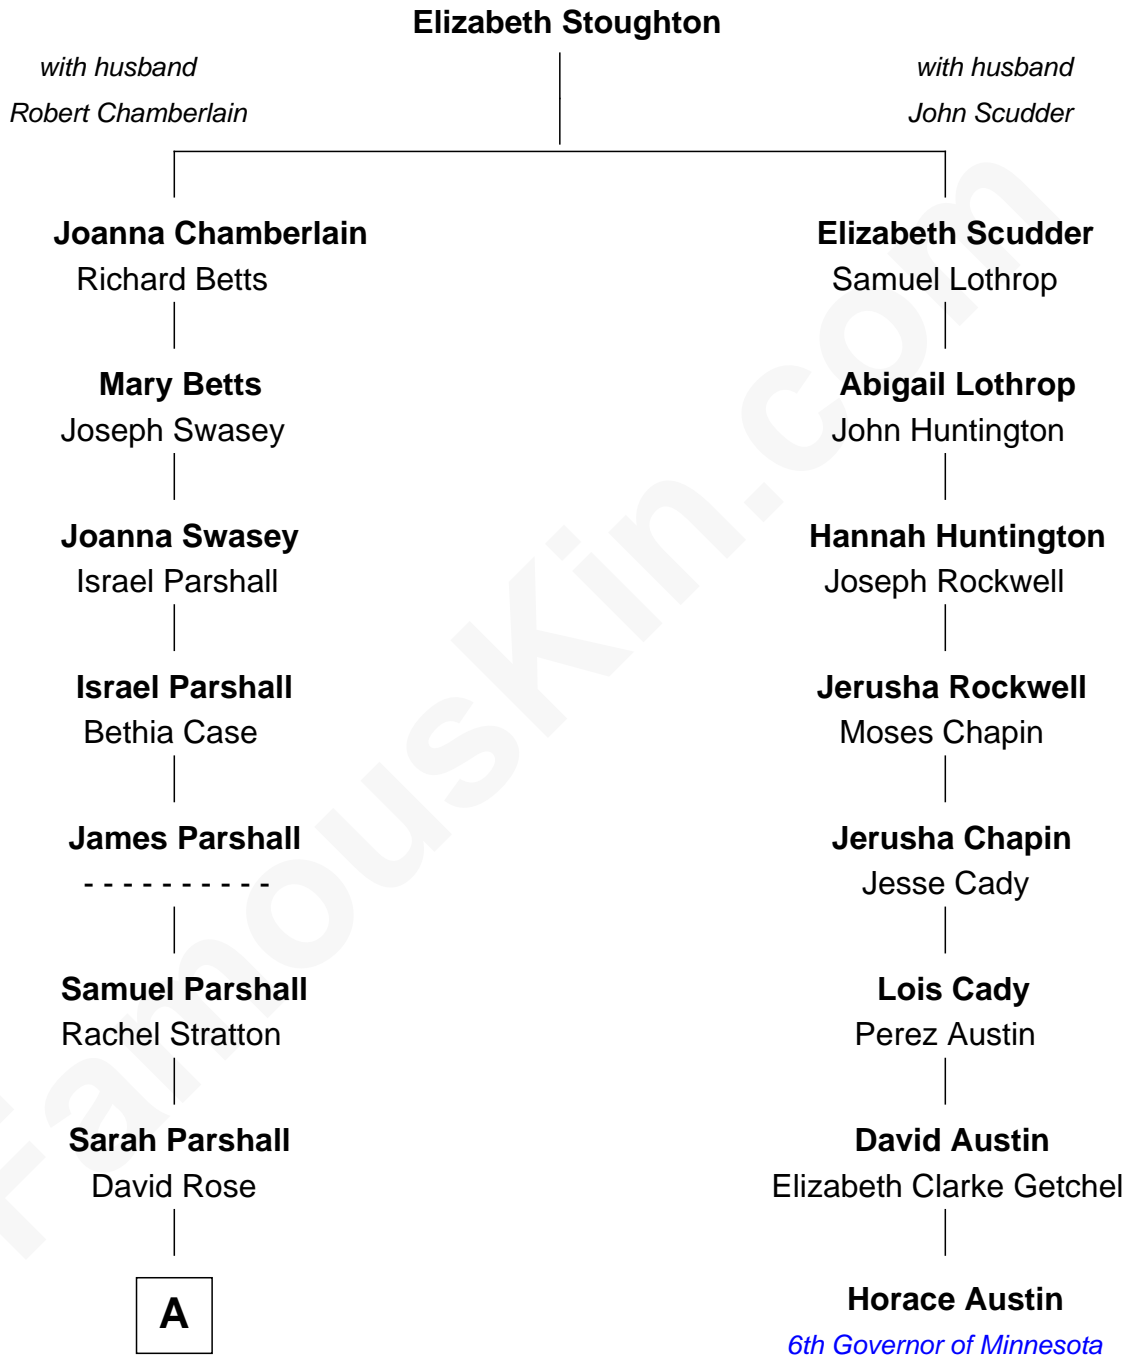 Elizabeth Stoughton
with husband
Robert Chamberlain
with husband
John Scudder
Joanna Chamberlain
Richard Betts
Elizabeth Scudder
Samuel Lothrop
Mary Betts
Joseph Swasey
Abigail Lothrop
John Huntington
Joanna Swasey
Israel Parshall
Hannah Huntington
Joseph Rockwell
Israel Parshall
Bethia Case
Jerusha Rockwell
Moses Chapin
James Parshall
- - - - - - - - - -
Jerusha Chapin
Jesse Cady
Samuel Parshall
Rachel Stratton
Lois Cady
Perez Austin
Sarah Parshall
David Rose
David Austin
Elizabeth Clarke Getchel
A
Horace Austin
6th Governor of Minnesota
FamousKin.com